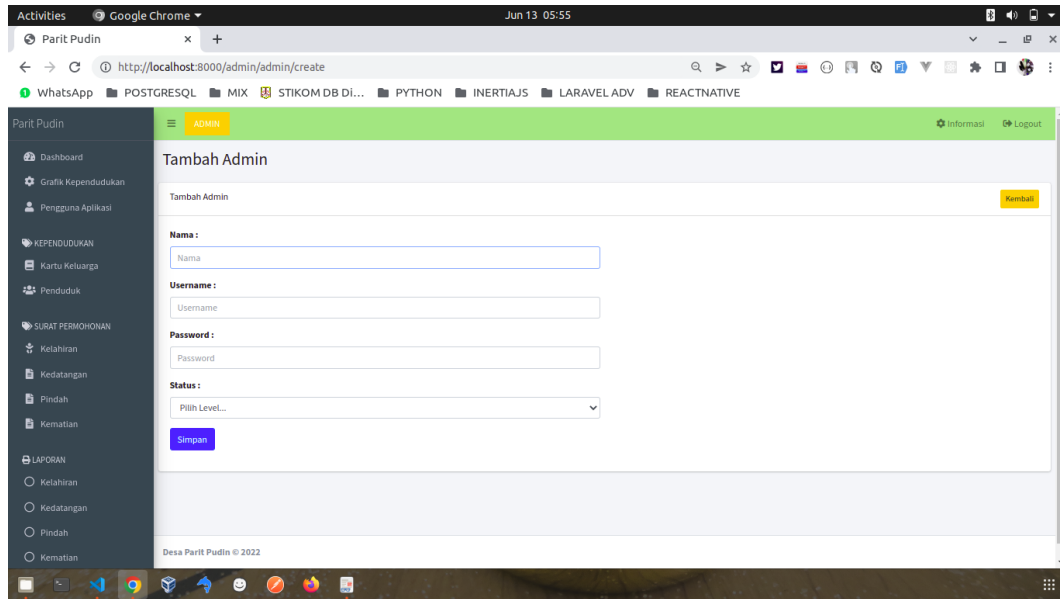 Activities Google Chrome Jun 13 05:55
Parit Pudin
http://localhost:8000/admin/admin/create
WhatsApp POSTGRESQL MIX STIKOM DB Di... PYTHON INERTIAJS LARAVEL ADV REACTNATIVE
Parit Pudin
ADMIN
Informasi
Logout
Dashboard
Grafik Kependudukan
Pengguna Aplikasi
KEPENDUDUKAN
Kartu Keluarga
Penduduk
SURAT PERMOHONAN
Kelahiran
Kedatangan
Pindah
Kematian
LAPORAN
Kelahiran
Kedatangan
Pindah
Kematian
Tambah Admin
Tambah Admin
Kembali
Nama :
Nama
Username :
Username
Password :
Password
Status :
Pilih Level...
Simpan
Desa Parit Pudin © 2022